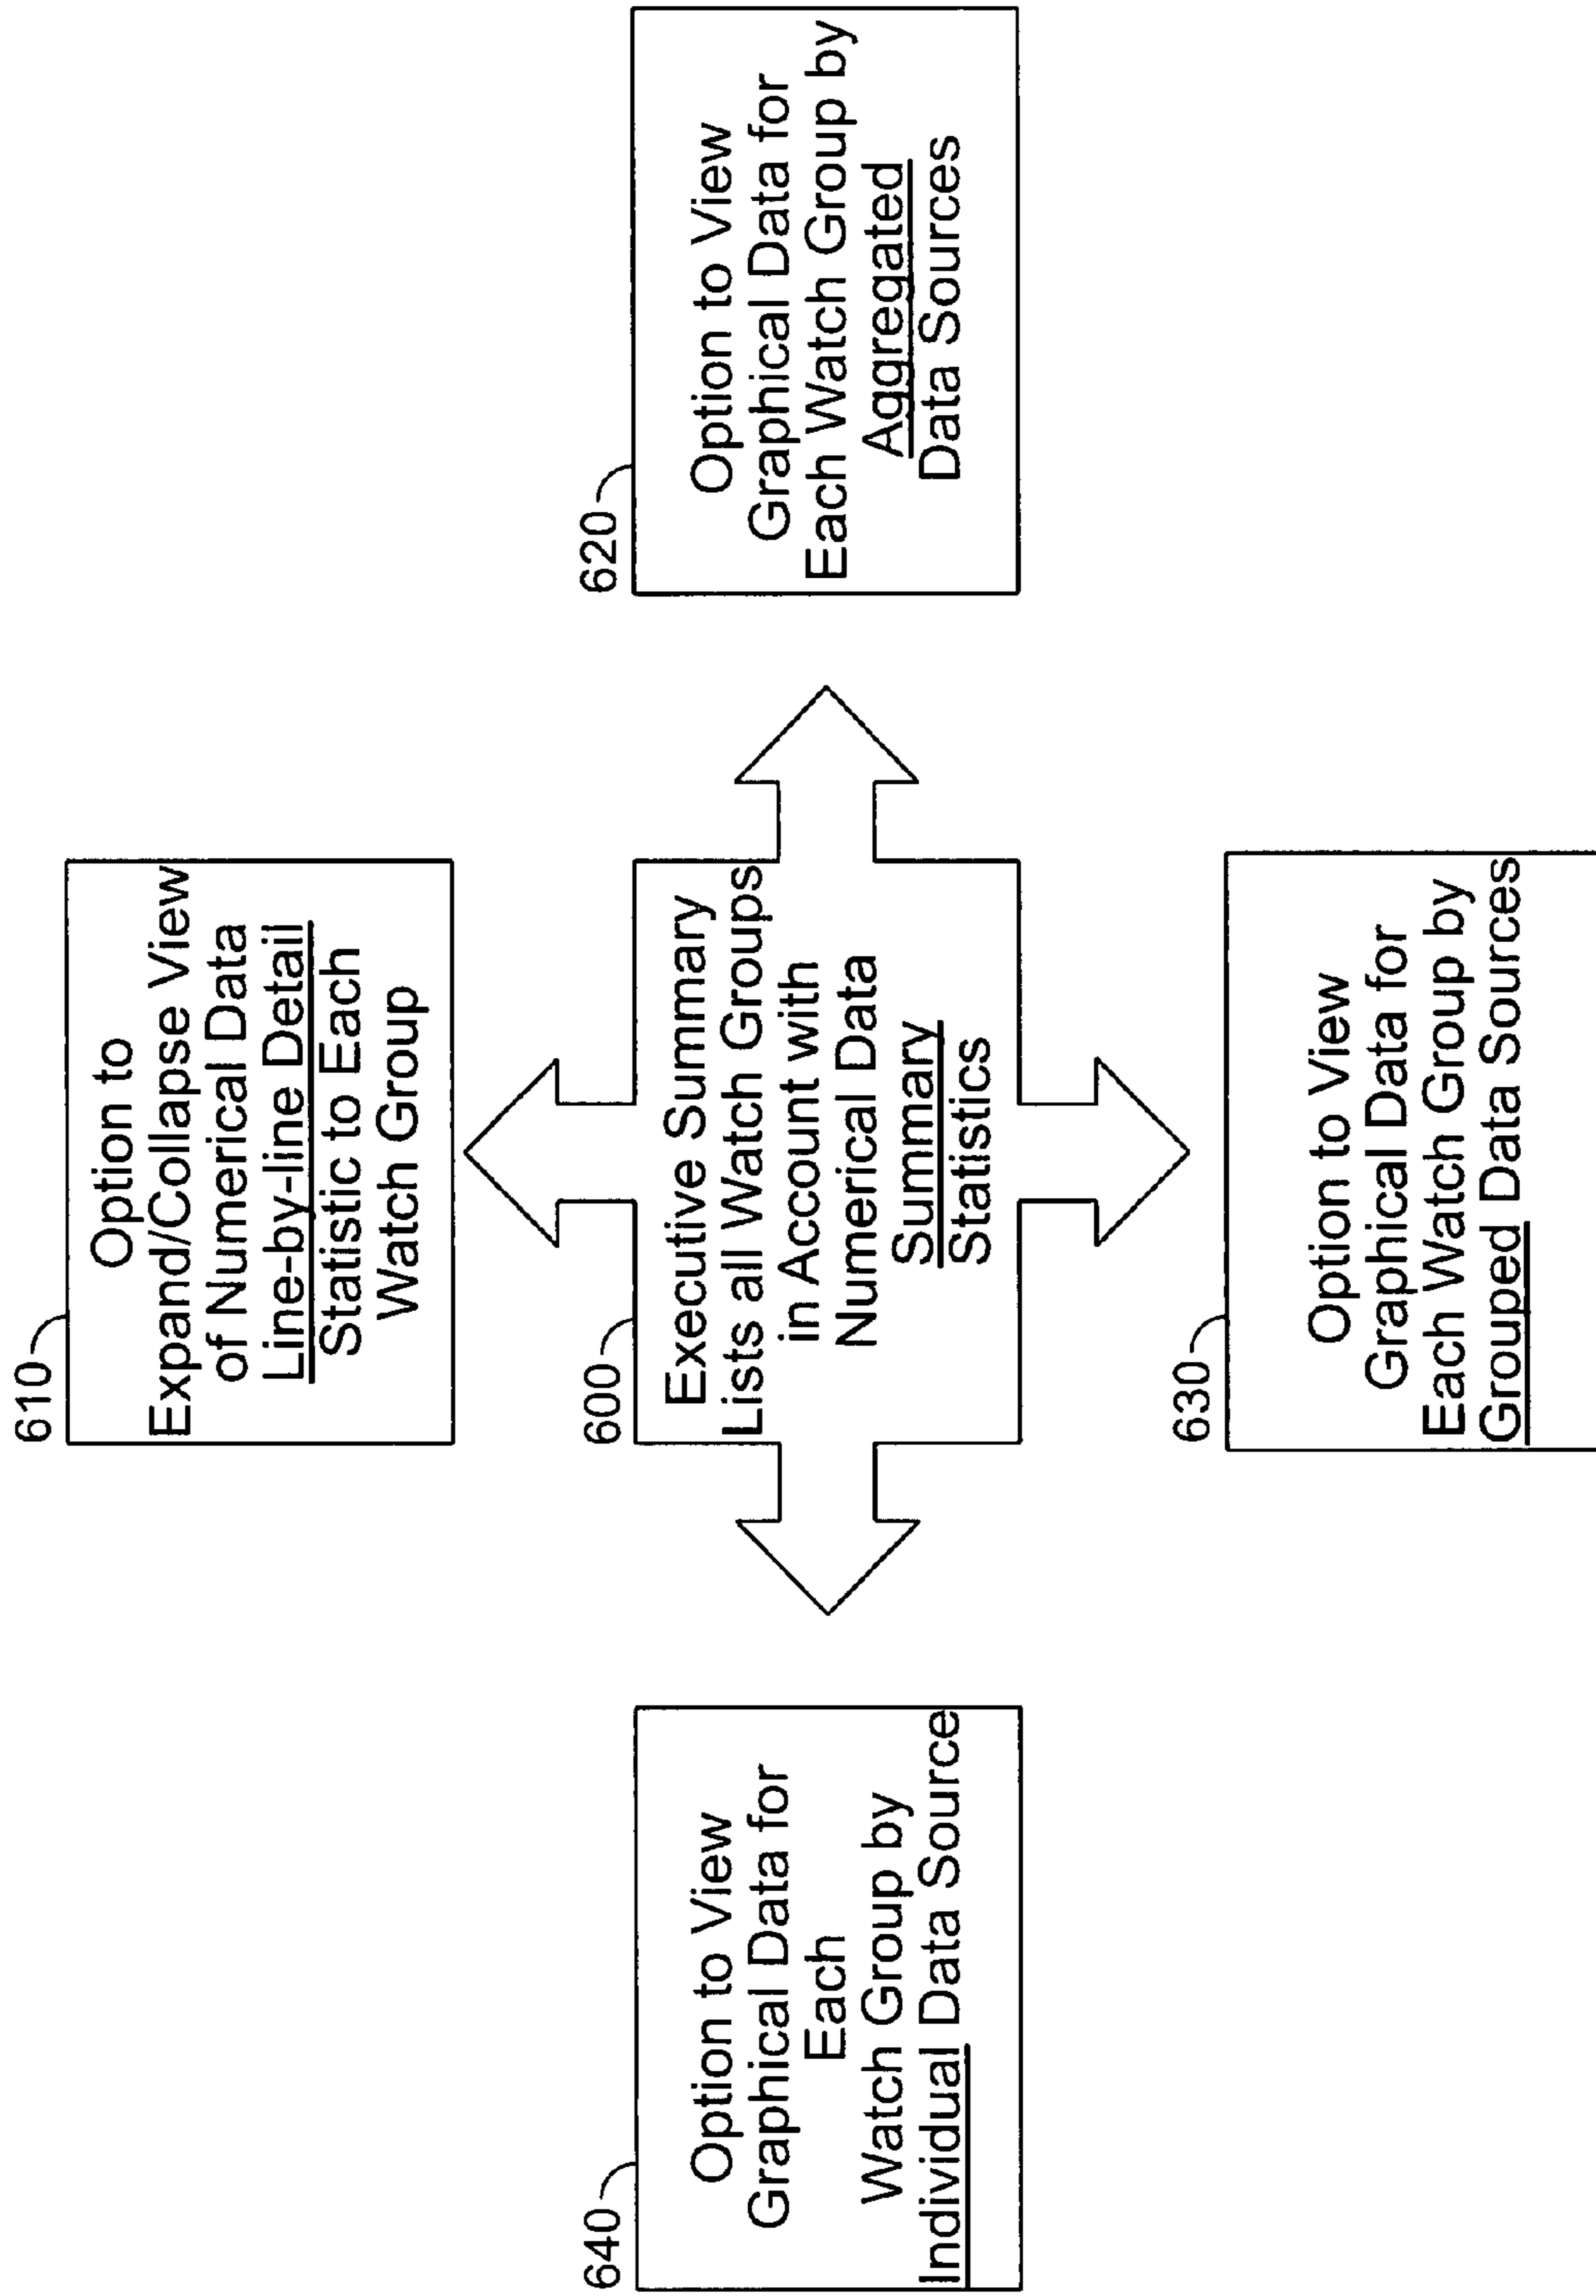 610
Option to
Expand/Collapse View
of Numerical Data
Line-by-line Detail
Statistic to Each
Watch Group
640
Option to View
Graphical Data for
Each
Watch Group by
Individual Data Source
600
Executive Summary
Lists all Watch Groups
in Account with
Numerical Data
Summary
Statistics
620
Option to View
Graphical Data for
Each Watch Group by
Aggregated
Data Sources
630
Option to View
Graphical Data for
Each Watch Group by
Grouped Data Sources